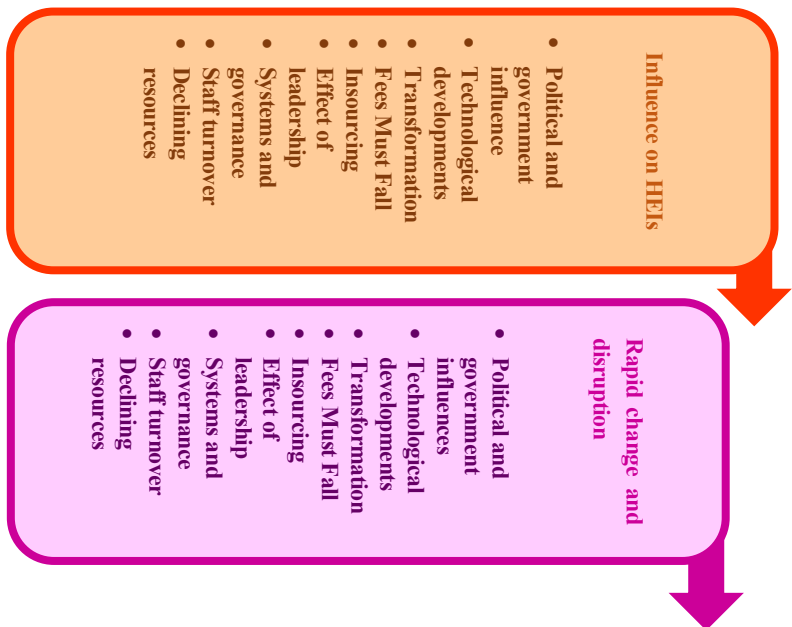 Influence on HEIs
• Political and
government
influence
• Technological
developments
• Transformation
• Fees Must Fall
• Insourcing
• Effect of
leadership
• Systems and
governance
• Staff turnover
• Declining
resources
Rapid change and
disruption
• Political and
government
influences
• Technological
developments
• Transformation
• Fees Must Fall
• Insourcing
• Effect of
leadership
• Systems and
governance
• Staff turnover
• Declining
resources